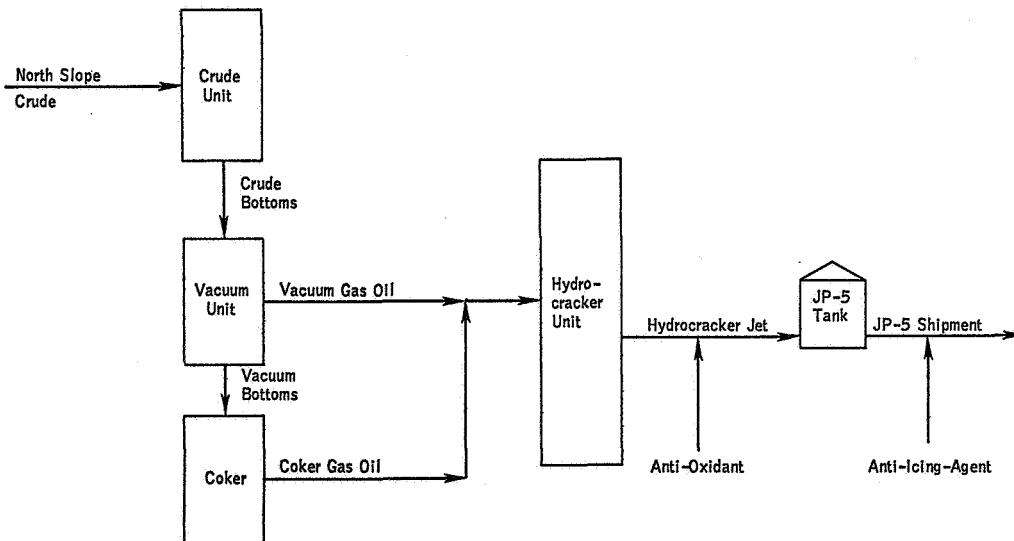 North Slope
Crude
Crude
Unit
Crude
Bottoms
Vacuum
Unit
Vacuum Gas Oil
Vacuum
Bottoms
Coker
Coker Gas Oil
Hydro-
cracker
Unit
Hydrocracker Jet
Anti-Oxidant
JP-5
Tank
JP-5 Shipment
Anti-Icing-Agent